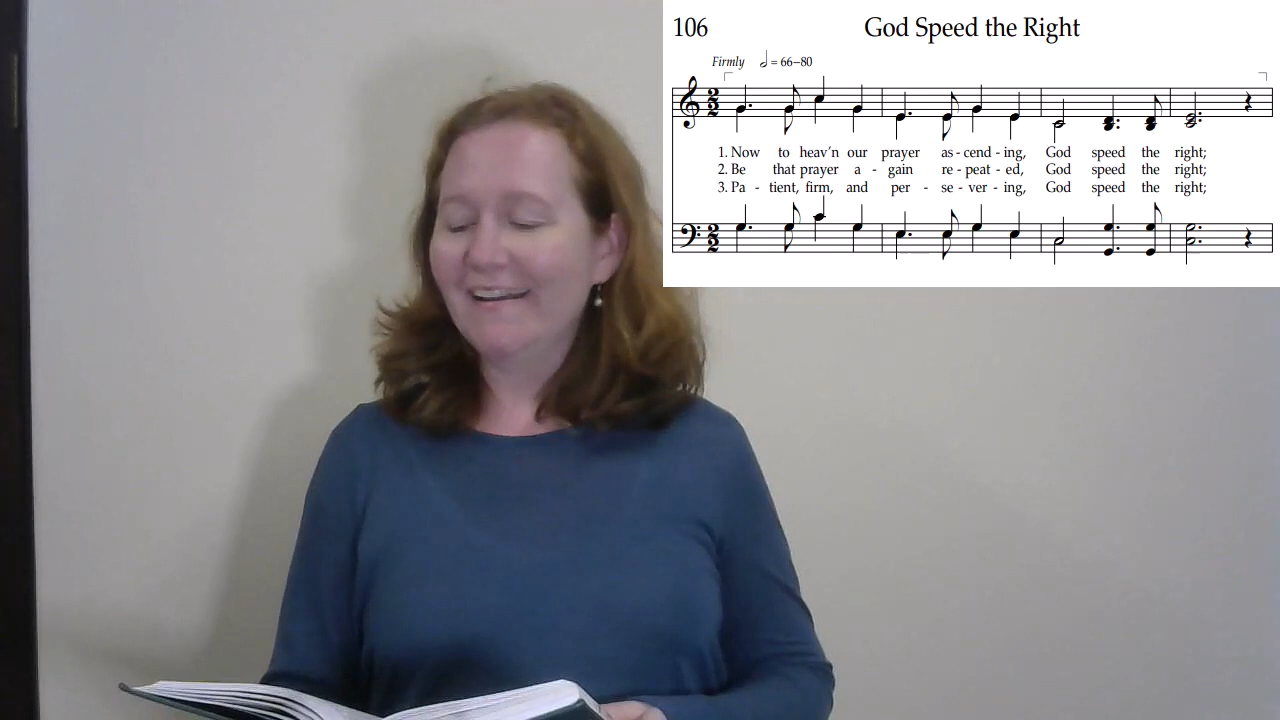 106 God Speed the Right
Firmly 𝅗𝅥 = 66–80
1. Now to heav'n our prayer as - cend - ing, God speed the right;
2. Be that prayer a - gain re - peat - ed, God speed the right;
3. Pa - tient, firm, and per - se - ver - ing, God speed the right;